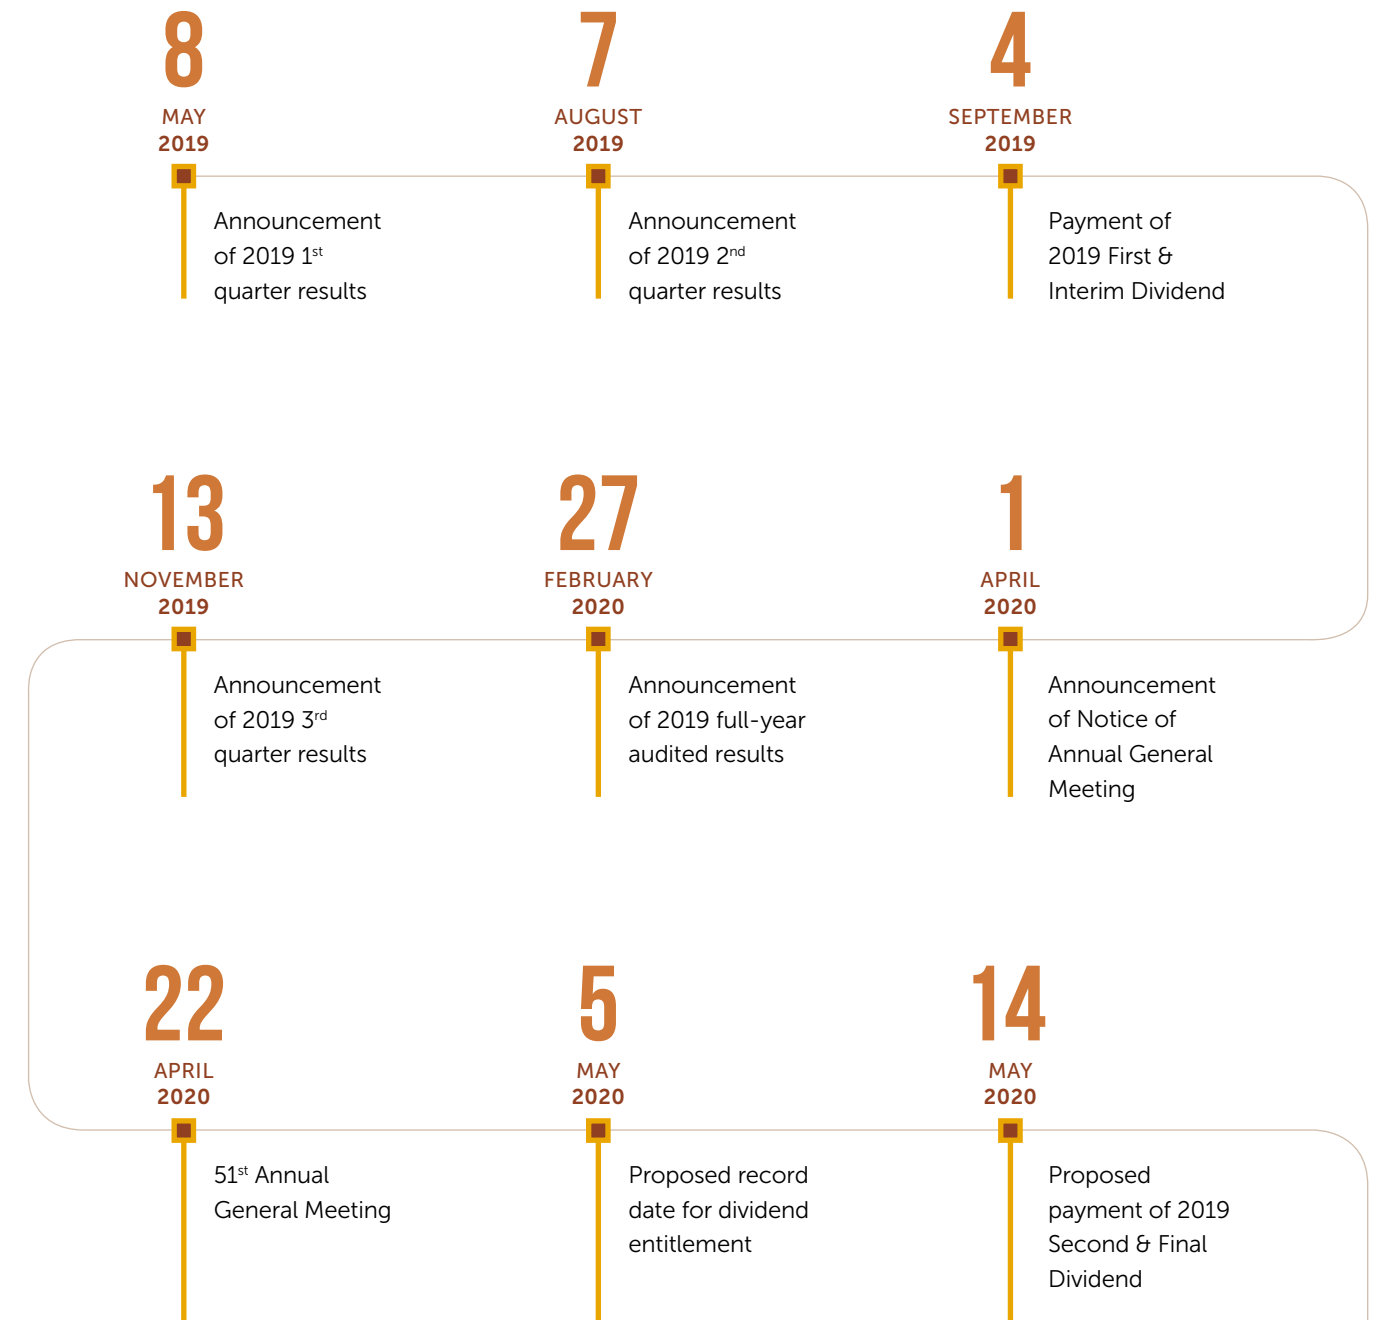 8
MAY
2019
Announcement
of 2019 1st
quarter results
7
AUGUST
2019
Announcement
of 2019 2nd
quarter results
4
SEPTEMBER
2019
Payment of
2019 First &
Interim Dividend
13
NOVEMBER
2019
Announcement
of 2019 3rd
quarter results
27
FEBRUARY
2020
Announcement
of 2019 full-year
audited results
1
APRIL
2020
Announcement
of Notice of
Annual General
Meeting
22
APRIL
2020
51st Annual
General Meeting
5
MAY
2020
Proposed record
date for dividend
entitlement
14
MAY
2020
Proposed
payment of 2019
Second & Final
Dividend